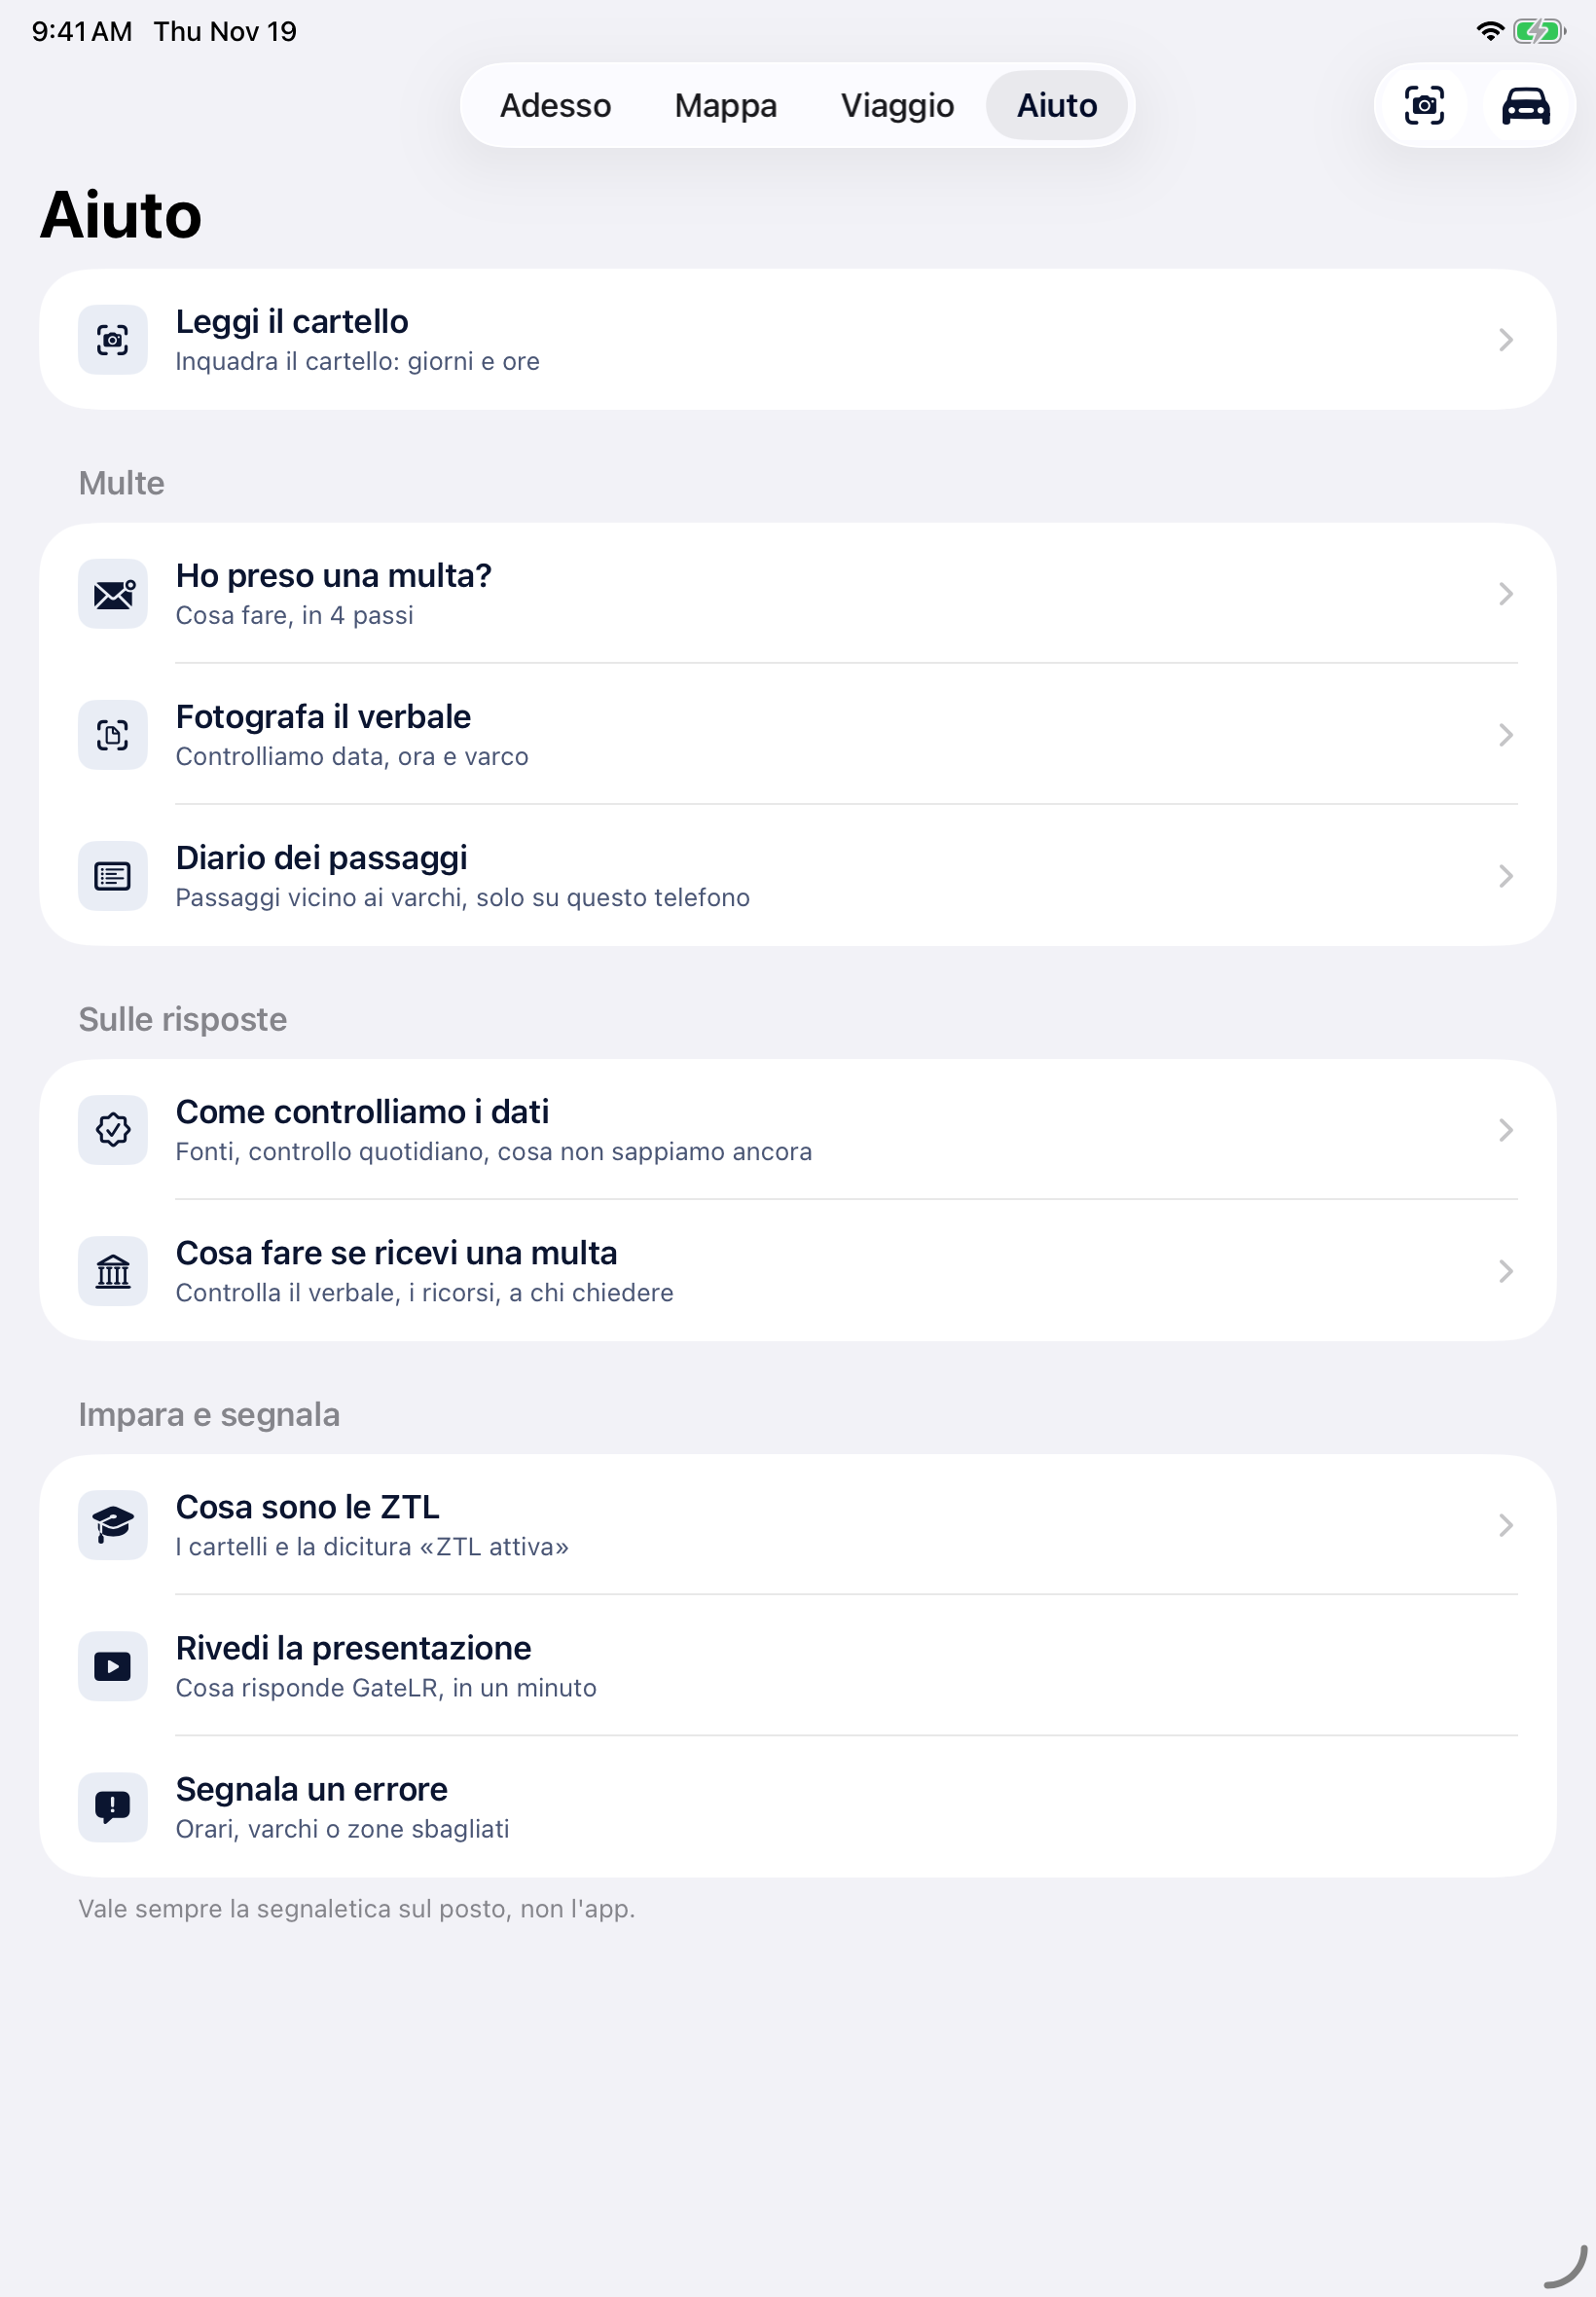 9:41 AM Thu Nov 19
Adesso Mappa Viaggio Aiuto
Aiuto
Leggi il cartello
Inquadra il cartello: giorni e ore
Multe
Ho preso una multa?
Cosa fare, in 4 passi
Fotografa il verbale
Controlliamo data, ora e varco
Diario dei passaggi
Passaggi vicino ai varchi, solo su questo telefono
Sulle risposte
Come controlliamo i dati
Fonti, controllo quotidiano, cosa non sappiamo ancora
Cosa fare se ricevi una multa
Controlla il verbale, i ricorsi, a chi chiedere
Impara e segnala
Cosa sono le ZTL
I cartelli e la dicitura «ZTL attiva»
Rivedi la presentazione
Cosa risponde GateLR, in un minuto
Segnala un errore
Orari, varchi o zone sbagliati
Vale sempre la segnaletica sul posto, non l'app.